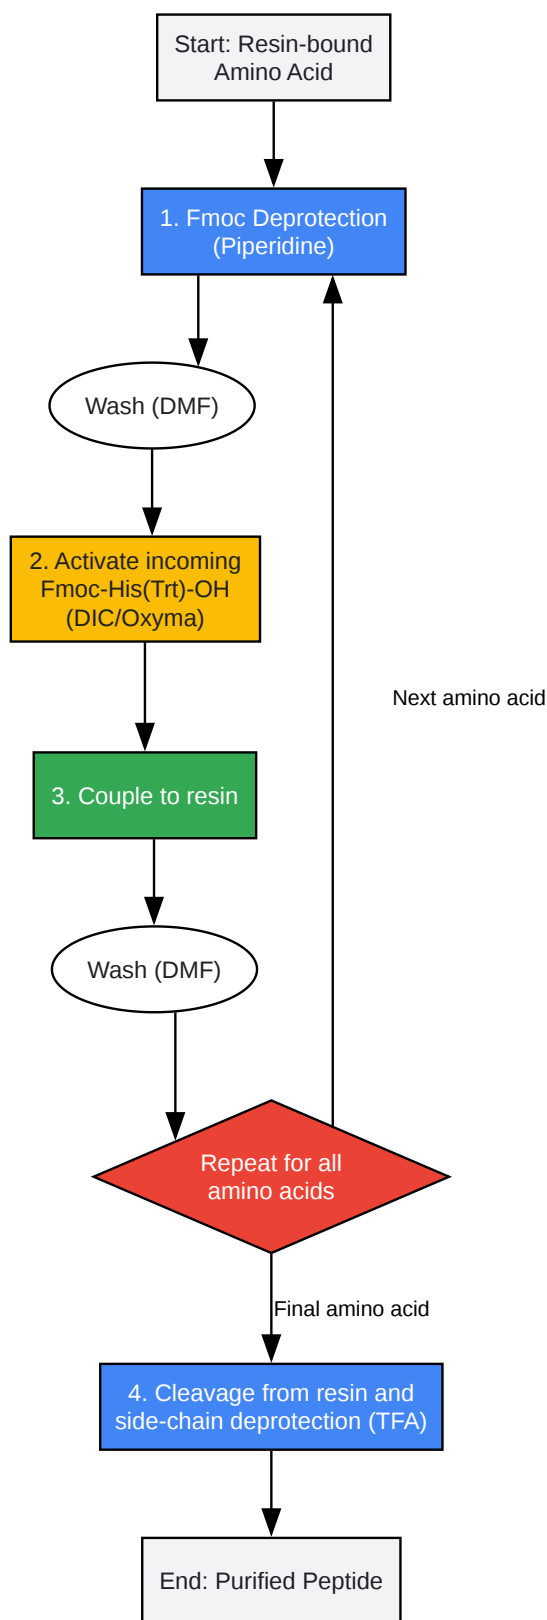 Start: Resin-bound
Amino Acid
1. Fmoc Deprotection
(Piperidine)
Wash (DMF)
2. Activate incoming
Fmoc-His(Trt)-OH
(DIC/Oxyma)
Next amino acid
3. Couple to resin
Wash (DMF)
Repeat for all
amino acids
Final amino acid
4. Cleavage from resin and
side-chain deprotection (TFA)
End: Purified Peptide